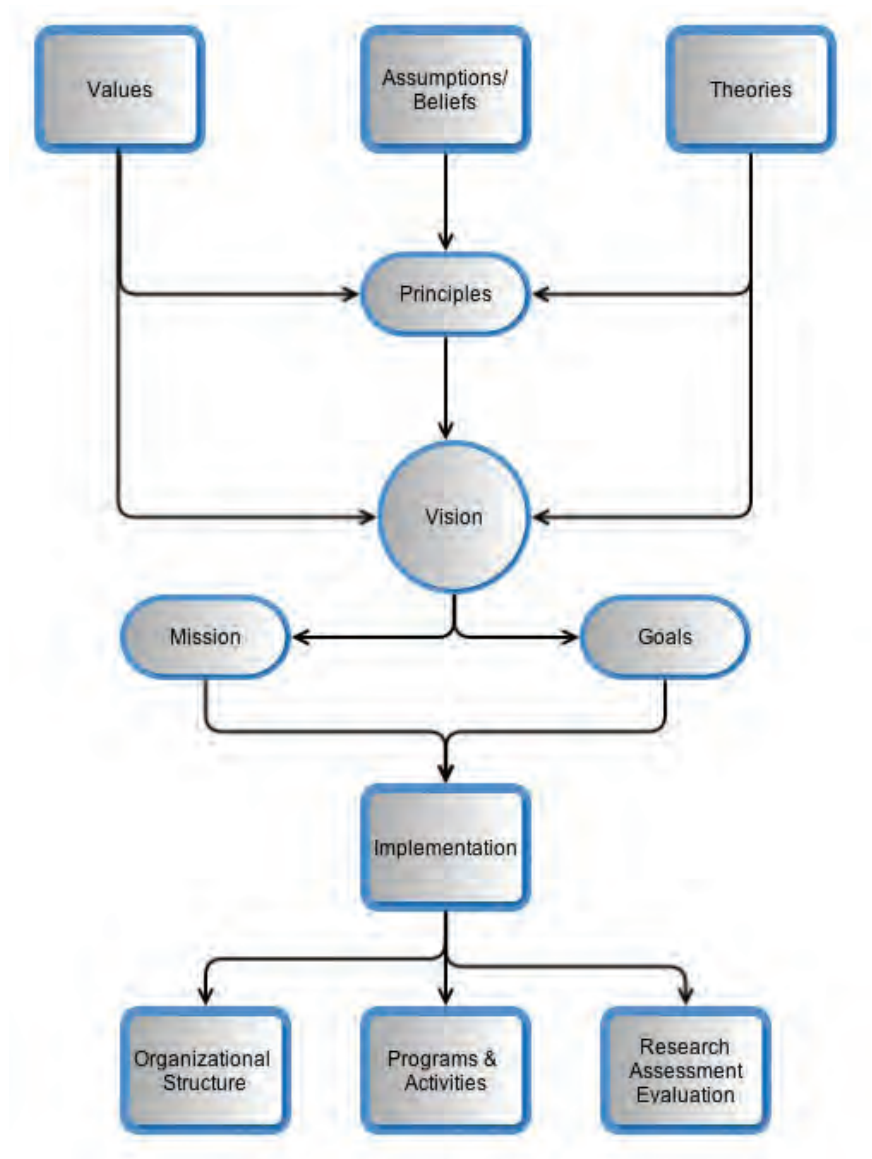 Values
Assumptions/
Beliefs
Theories
Principles
Vision
Mission
Goals
Implementation
Organizational
Structure
Programs &
Activities
Research
Assessment
Evaluation